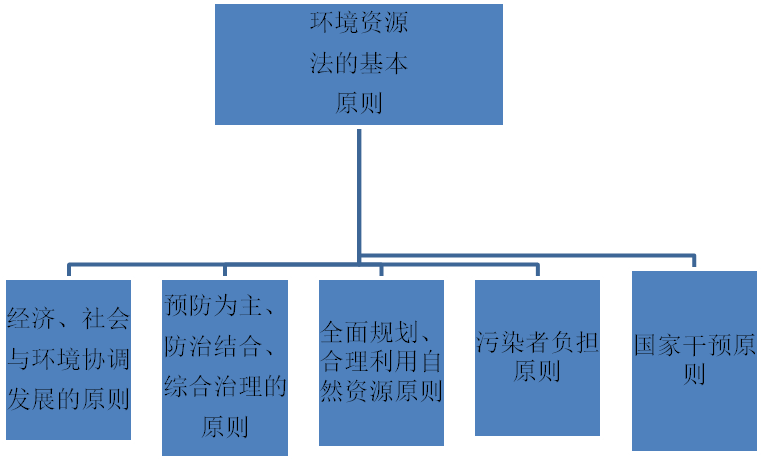 环境资源
法的基本
原则
经济、社会
与环境协调
发展的原则
预防为主、
防治结合、
综合治理的
原则
全面规划、
合理利用自
然资源原则
污染者负担
原则
国家干预原
则